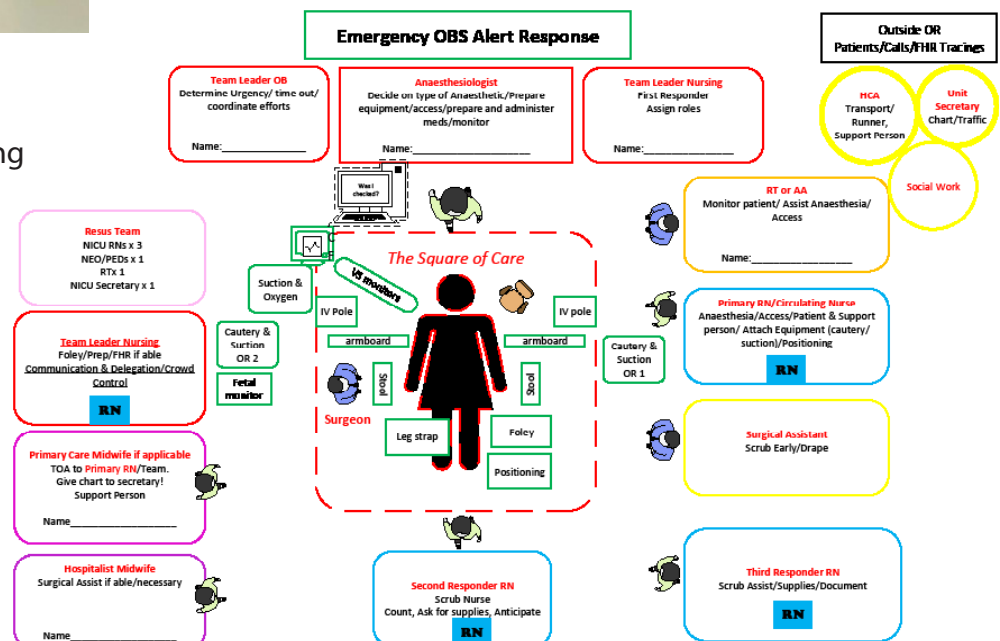 Emergency OBS Alert Response
Outside OR
Patients/Calls/FHR Tracings
Team Leader OB
Determine Urgency/ time out/
coordinate efforts
Name:______________
Anaesthesiologist
Decide on type of Anaesthetic/Prepare
equipment/access/prepare and administer
meds/monitor
Name:____________________
Team Leader Nursing
First Responder
Assign roles
Name:____________________
HCA
Transport/
Runner,
Support Person
Unit
Secretary
Chart/Traffic
Social Work
ng
Was I
checked?
RT or AA
Monitor patient/ Assist Anaesthesia/
Access
Name:_________________
Resus Team
NICU RNs x 3
NEO/PEDs x 1
RTx 1
NICU Secretary x 1
The Square of Care
Suction &
Oxygen
VS monitors
IV Pole
IV pole
armboard
armboard
Cautery &
Suction
OR 2
Fetal
monitor
Cautery &
Suction
OR 1
Primary RN/Circulating Nurse
Anaesthesia/Access/Patient & Support
person/ Attach Equipment (cautery/
suction)/Positioning
RN
Team Leader Nursing
Foley/Prep/FHR if able
Communication & Delegation/Crowd
Control
RN
Stool
Stool
Surgeon
Leg strap
Foley
Positioning
Surgical Assistant
Scrub Early/Drape
Primary Care Midwife if applicable
TOA to Primary RN/Team.
Give chart to secretary!
Support Person
Name__________________
Hospitalist Midwife
Surgical Assist if able/necessary
Name__________________
Second Responder RN
Scrub Nurse
Count, Ask for supplies, Anticipate
RN
Third Responder RN
Scrub Assist/Supplies/Document
RN